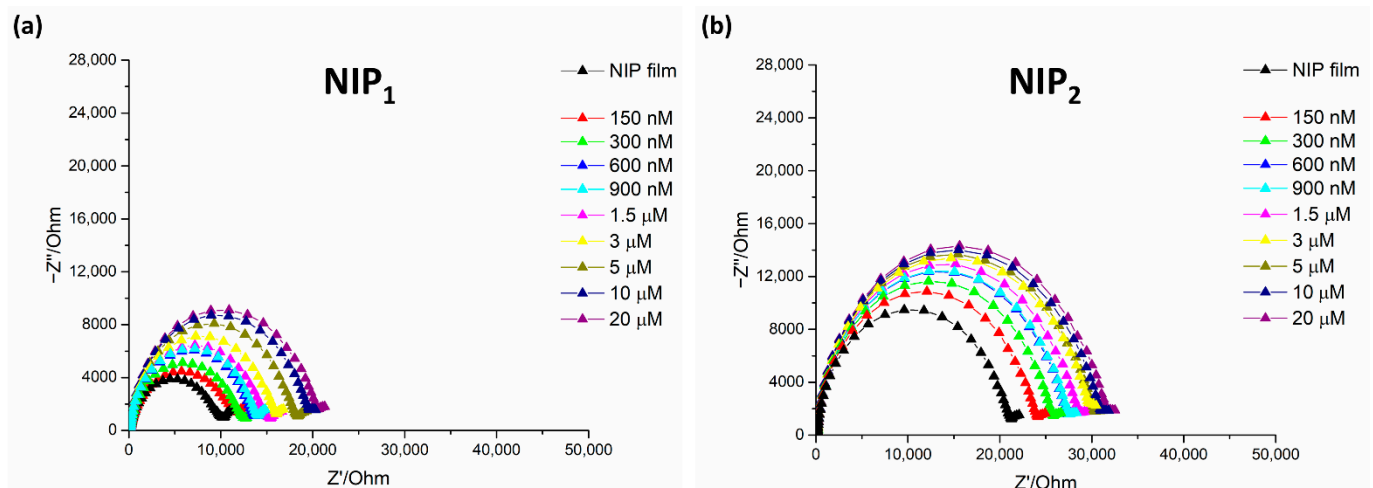 (a)
NIP1
28,000
24,000
20,000
16,000
12,000
8000
4000
0
0
10,000
20,000
30,000
40,000
50,000
−Z"/Ohm
Z'/Ohm
NIP film
150 nM
300 nM
600 nM
900 nM
1.5 μM
3 μM
5 μM
10 μM
20 μM
(b)
NIP2
28,000
24,000
20,000
16,000
12,000
8000
4000
0
0
10,000
20,000
30,000
40,000
50,000
−Z"/Ohm
Z'/Ohm
NIP film
150 nM
300 nM
600 nM
900 nM
1.5 μM
3 μM
5 μM
10 μM
20 μM